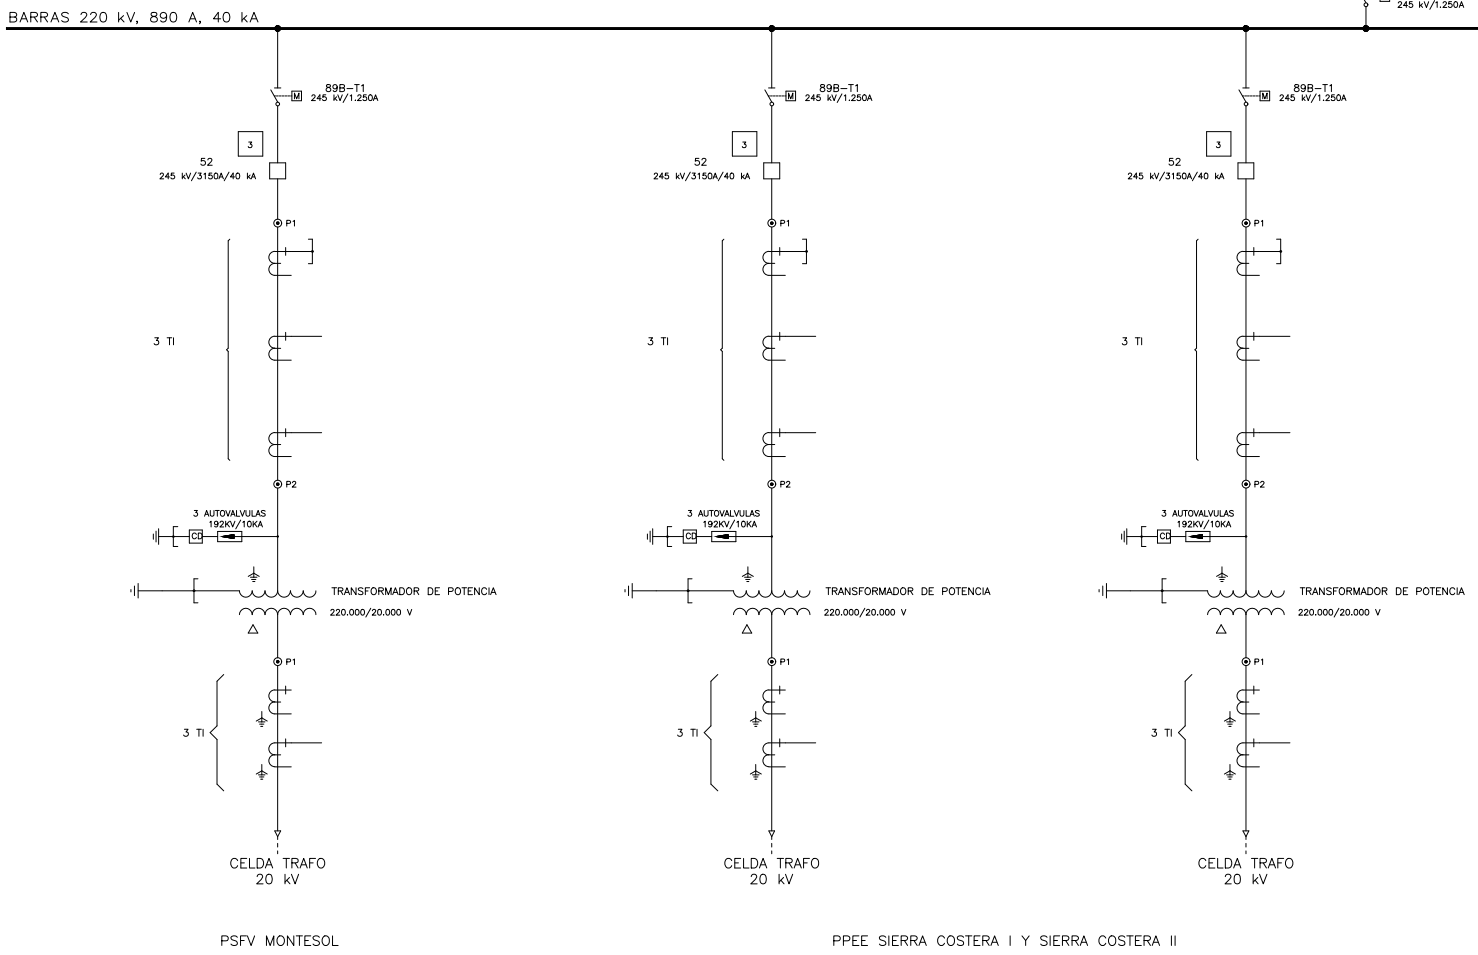 BARRAS 220 kV, 890 A, 40 kA
M
245 kV/1.250A
89B-T1
M
245 kV/1.250A
3
52
245 kV/3150A/40 kA
P1
3 TI
P2
3 AUTOVALVULAS
192KV/10KA
CD
TRANSFORMADOR DE POTENCIA
220.000/20.000 V
P1
3 TI
CELDA TRAFO
20 kV
89B-T1
M
245 kV/1.250A
3
52
245 kV/3150A/40 kA
P1
3 TI
P2
3 AUTOVALVULAS
192KV/10KA
CD
TRANSFORMADOR DE POTENCIA
220.000/20.000 V
P1
3 TI
CELDA TRAFO
20 kV
89B-T1
M
245 kV/1.250A
3
52
245 kV/3150A/40 kA
P1
3 TI
P2
3 AUTOVALVULAS
192KV/10KA
CD
TRANSFORMADOR DE POTENCIA
220.000/20.000 V
P1
3 TI
CELDA TRAFO
20 kV
PSFV MONTESOL
PPEE SIERRA COSTERA I Y SIERRA COSTERA II